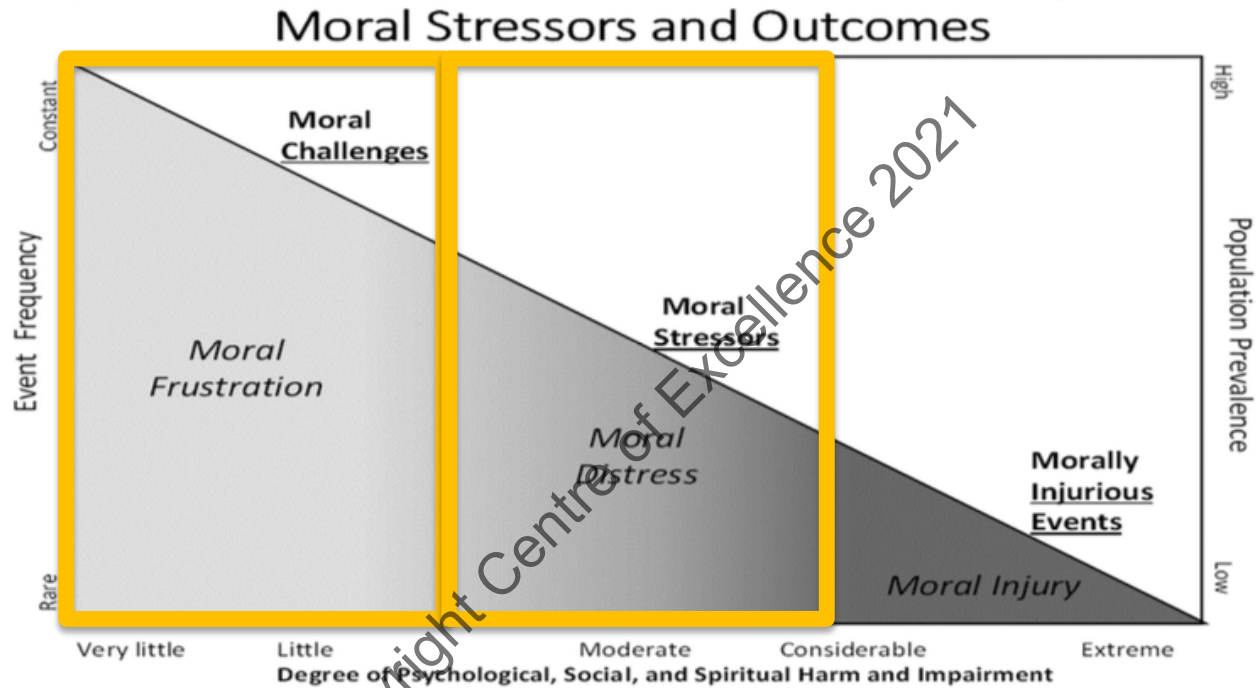 Moral Stressors and Outcomes
Constant
High
Moral
Challenges
Event Frequency
Population Prevalence
Moral
Frustration
Moral
Stressors
Moral
Distress
Morally
Injurious
Events
Moral Injury
Rare
Low
Very little
Little
Moderate
Considerable
Extreme
Degree of Psychological, Social, and Spiritual Harm and Impairment
yright Centre of Excellence 2021